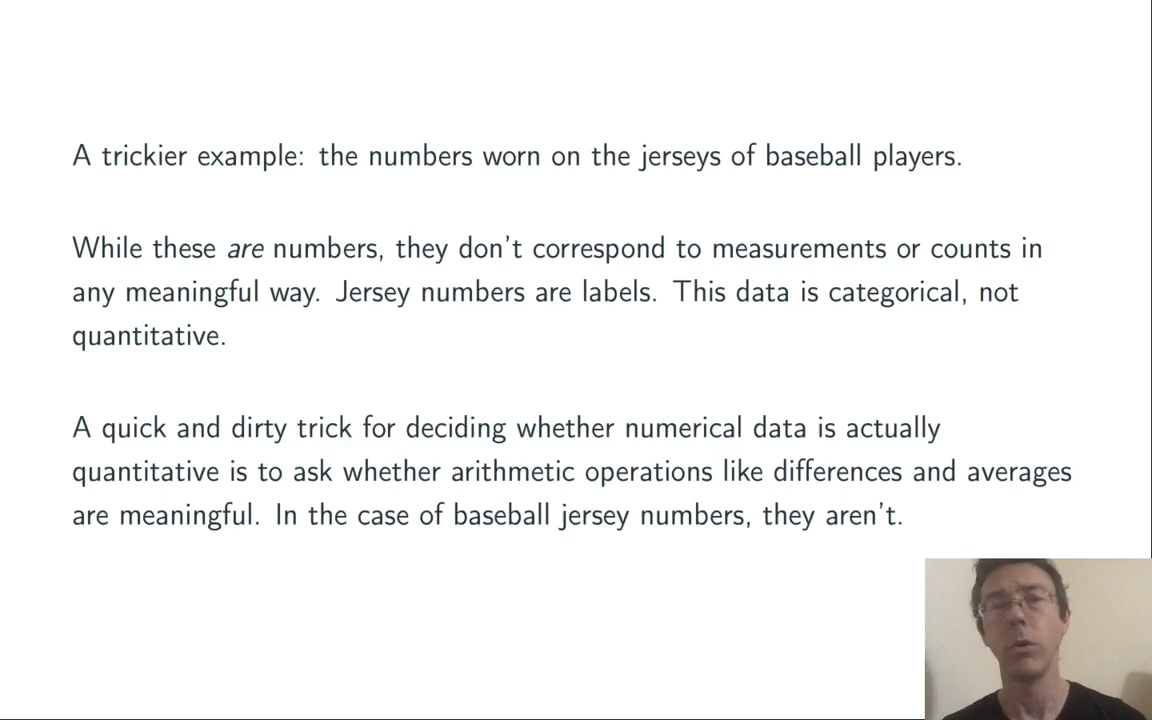 A trickier example: the numbers worn on the jerseys of baseball players.
While these are numbers, they don't correspond to measurements or counts in
any meaningful way. Jersey numbers are labels. This data is categorical, not
quantitative.
A quick and dirty trick for deciding whether numerical data is actually
quantitative is to ask whether arithmetic operations like differences and averages
are meaningful. In the case of baseball jersey numbers, they aren't.